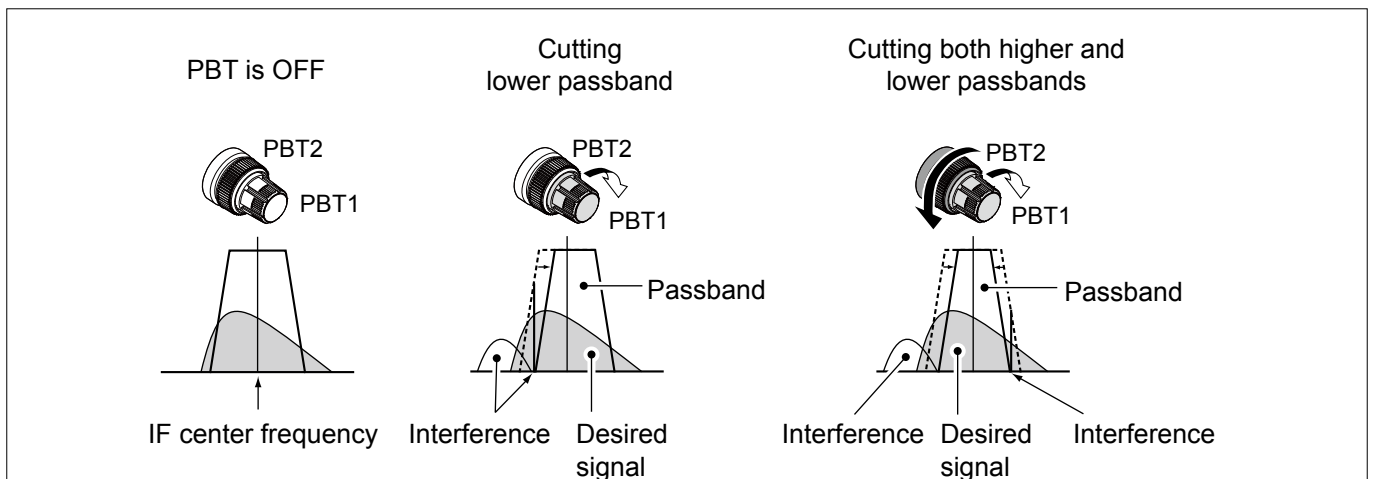 PBT is OFF
PBT2
PBT1
IF center frequency
Cutting
lower passband
PBT2
PBT1
Passband
Interference
Desired
signal
Cutting both higher and
lower passbands
PBT2
PBT1
Passband
Interference
Desired
signal
Interference